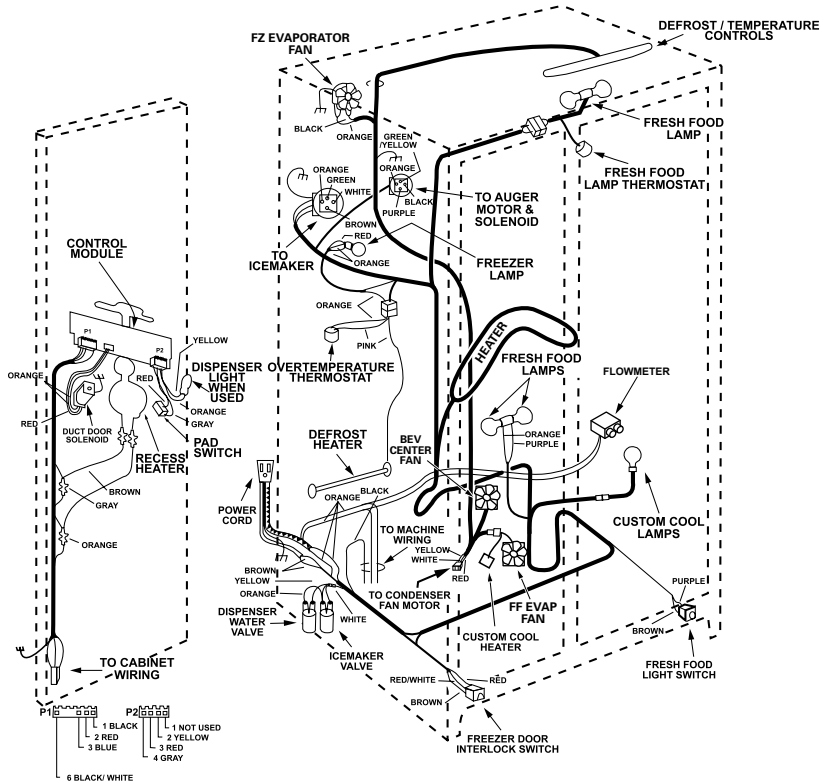 FZ EVAPORATOR
FAN
DEFROST / TEMPERATURE
CONTROLS
BLACK
ORANGE
GREEN
/YELLOW
FRESH FOOD
LAMP
FRESH FOOD
LAMP THERMOSTAT
ORANGE
GREEN
WHITE
ORANGE
BLACK
PURPLE
TO AUGER
MOTOR &
SOLENOID
BROWN
RED
TO
ICEMAKER
ORANGE
FREEZER
LAMP
CONTROL
MODULE
ORANGE
PINK
HEATER
P1
P2
YELLOW
DISPENSER
LIGHT
WHEN
USED
OVERTEMPERATURE
THERMOSTAT
FRESH FOOD
LAMPS
FLOWMETER
ORANGE
RED
RED
ORANGE
GRAY
DUCT DOOR
SOLENOID
PAD
SWITCH
RECESS
HEATER
DEFROST
HEATER
BEV
CENTER
FAN
ORANGE
PURPLE
BROWN
GRAY
ORANGE
POWER
CORD
ORANGE
BLACK
TO MACHINE
WIRING
CUSTOM COOL
LAMPS
BROWN
YELLOW
ORANGE
YELLOW
WHITE
RED
DISPENSER
WATER
VALVE
WHITE
ICEMAKER
VALVE
TO CONDENSER
FAN MOTOR
CUSTOM COOL
HEATER
FF EVAP
FAN
PURPLE
BROWN
FRESH FOOD
LIGHT SWITCH
TO CABINET
WIRING
RED/WHITE
RED
BROWN
FREEZER DOOR
INTERLOCK SWITCH
P1
1 BLACK
2 RED
3 BLUE
6 BLACK/ WHITE
P2
1 NOT USED
2 YELLOW
3 RED
4 GRAY